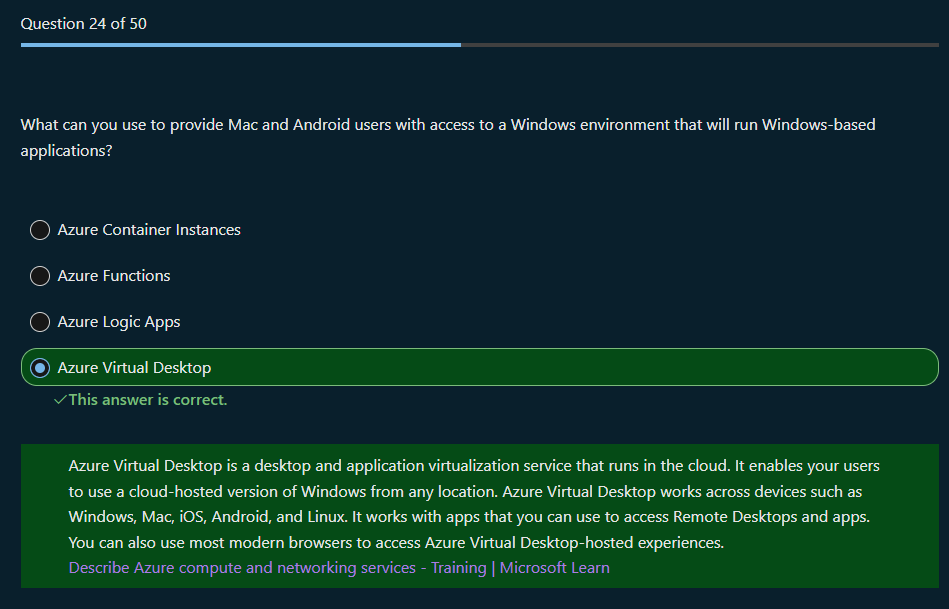 Question 24 of 50
What can you use to provide Mac and Android users with access to a Windows environment that will run Windows-based
applications?
Azure Container Instances
Azure Functions
Azure Logic Apps
Azure Virtual Desktop
✓This answer is correct.
Azure Virtual Desktop is a desktop and application virtualization service that runs in the cloud. It enables your users
to use a cloud-hosted version of Windows from any location. Azure Virtual Desktop works across devices such as
Windows, Mac, iOS, Android, and Linux. It works with apps that you can use to access Remote Desktops and apps.
You can also use most modern browsers to access Azure Virtual Desktop-hosted experiences.
Describe Azure compute and networking services - Training | Microsoft Learn